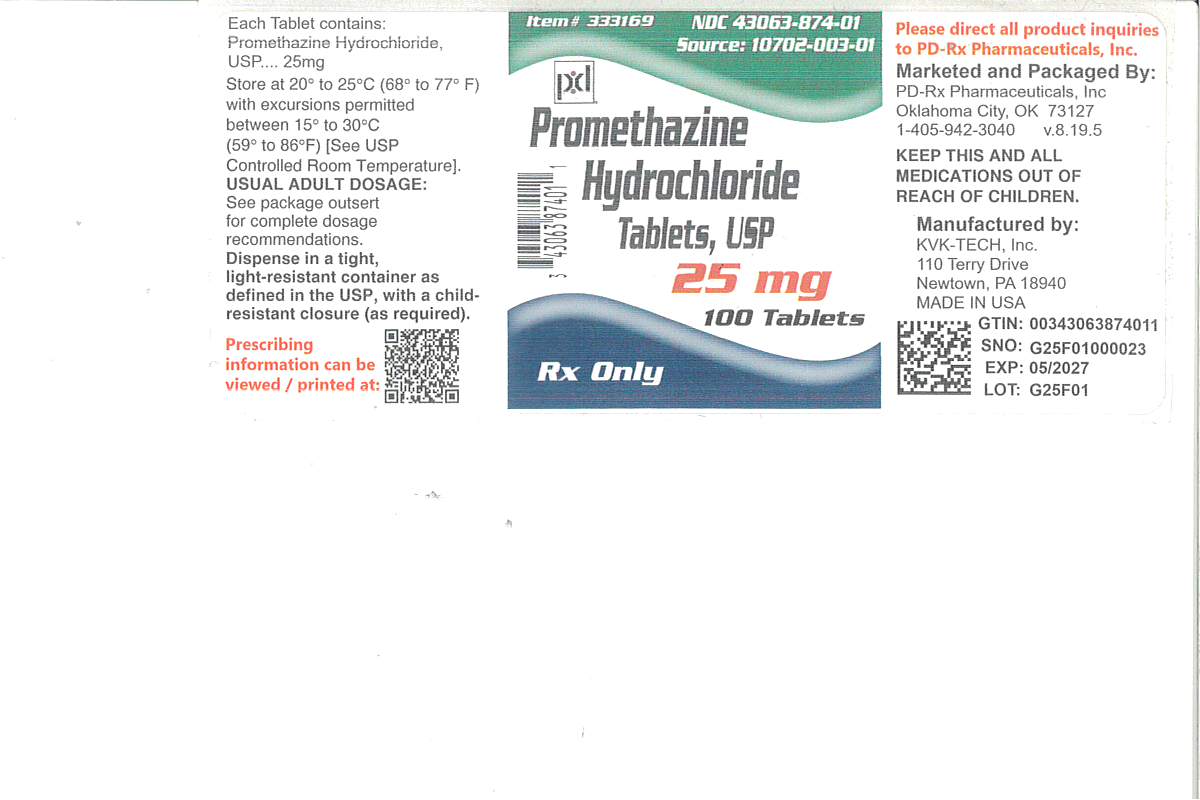 Each Tablet contains:
Promethazine Hydrochloride,
USP.... 25mg
Store at 20° to 25°C (68° to 77° F)
with excursions permitted
between 15° to 30°C
(59° to 86°F) [See USP
Controlled Room Temperature].
USUAL ADULT DOSAGE:
See package outsert
for complete dosage
recommendations.
Dispense in a tight,
light-resistant container as
defined in the USP, with a child-
resistant closure (as required).
Prescribing
information can be
viewed / printed at:
Item# 333169 NDC 43063-874-01
Source: 10702-003-01
pd
Promethazine
Hydrochloride
Tablets, USP
25 mg
100 Tablets
3 43063 87401 1
Rx Only
Please direct all product inquiries
to PD-Rx Pharmaceuticals, Inc.
Marketed and Packaged By:
PD-Rx Pharmaceuticals, Inc
Oklahoma City, OK 73127
1-405-942-3040 v.8.19.5
KEEP THIS AND ALL
MEDICATIONS OUT OF
REACH OF CHILDREN.
Manufactured by:
KVK-TECH, Inc.
110 Terry Drive
Newtown, PA 18940
MADE IN USA
GTIN: 00343063874011
SNO: G25F01000023
EXP: 05/2027
LOT: G25F01